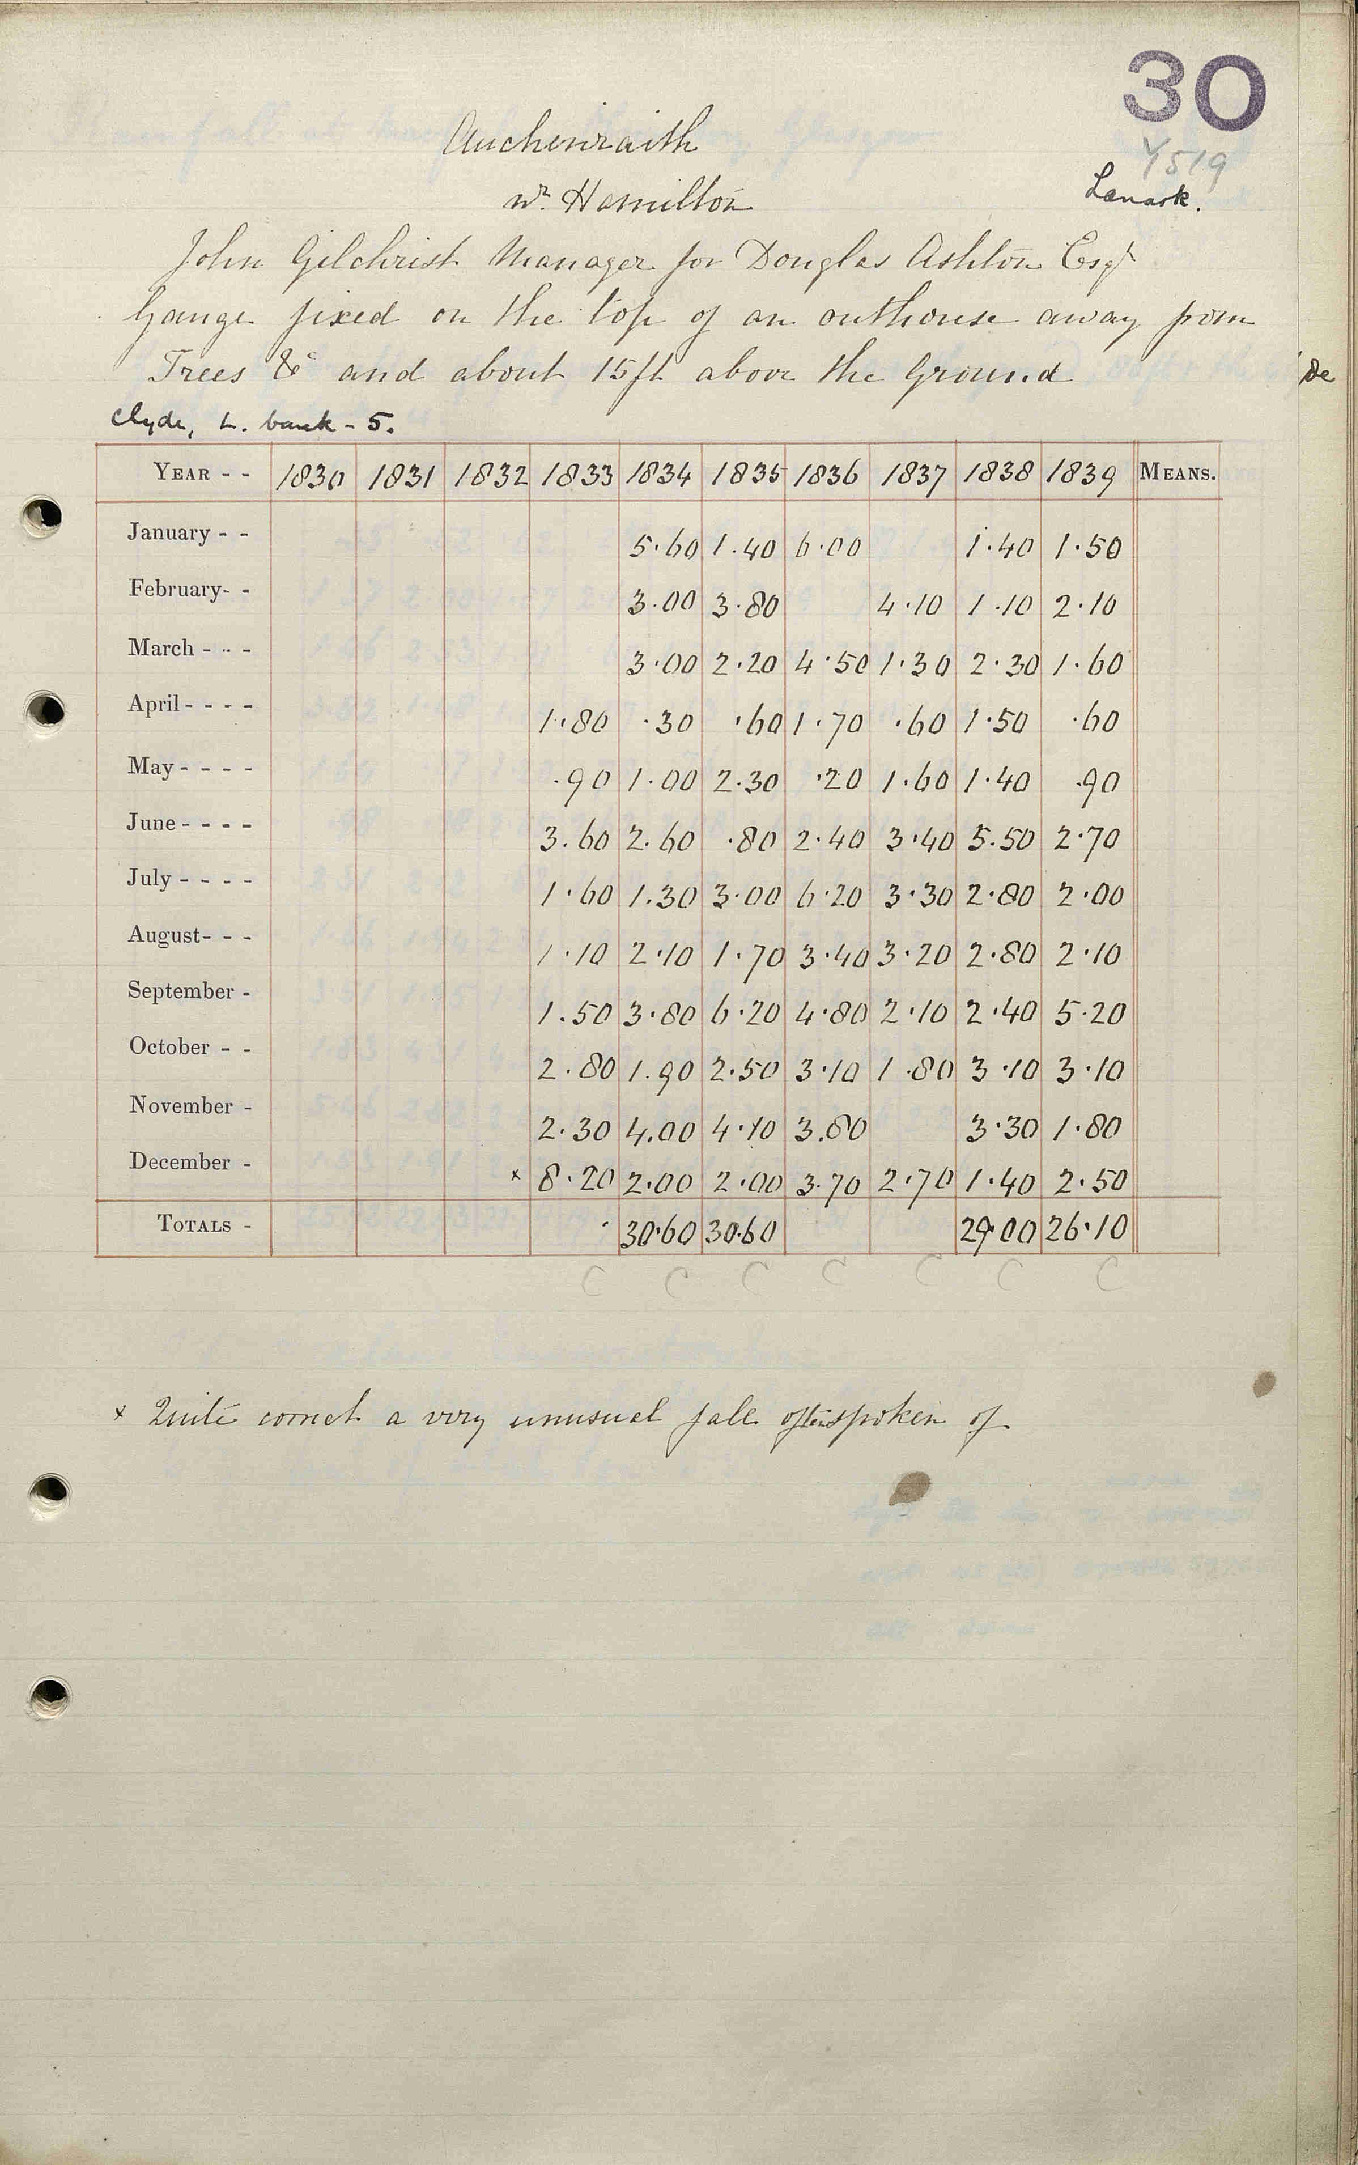 30
Auchenraith
Y519
nr. Hamilton
Lanark.
John Gilchrist Manager for Douglas Ashton Esqr
Gauge fixed on the top of an outhouse away from
Trees &c and about 15ft above the Ground
De
Clyde, L. bank - 5.
YEAR - - 1830 1831 1832 1833 1834 1835 1836 1837 1838 1839 MEANS.
January - - 5.60 1.40 6.00 1.40 1.50
February- - 3.00 3.80 4.10 1.10 2.10
March - - - 3.00 2.20 4.50 1.30 2.30 1.60
April - - - - 1.80 .30 .60 1.70 .60 1.50 .60
May - - - - .90 1.00 2.30 .20 1.60 1.40 .90
June - - - - 3.60 2.60 .80 2.40 3.40 5.50 2.70
July - - - - 1.60 1.30 3.00 6.20 3.30 2.80 2.00
August- - - 1.10 2.10 1.70 3.40 3.20 2.80 2.10
September - 1.50 3.80 6.20 4.80 2.10 2.40 5.20
October - - 2.80 1.90 2.50 3.10 1.80 3.10 3.10
November - 2.30 4.00 4.10 3.80 3.30 1.80
December - x 8.20 2.00 2.00 3.70 2.70 1.40 2.50
TOTALS - 30.60 30.60 29.00 26.10
C C C C C C C
x Quite correct a very unusual fall often spoken of